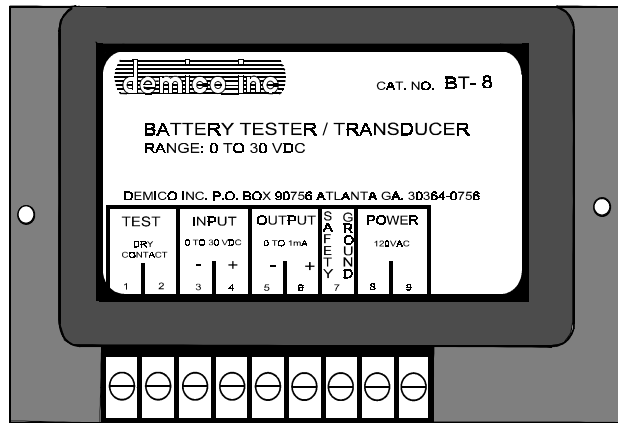 demico inc
CAT. NO. BT-8
BATTERY TESTER / TRANSDUCER
RANGE: 0 TO 30 VDC
DEMICO INC. P.O. BOX 90756 ATLANTA GA. 30364-0756
TEST
DRY
CONTACT
1 2
INPUT
0 TO 30 VDC
- +
3 4
OUTPUT
0 TO 1mA
- +
5 6
SAFETY
GROUND
7
POWER
120VAC
8 9